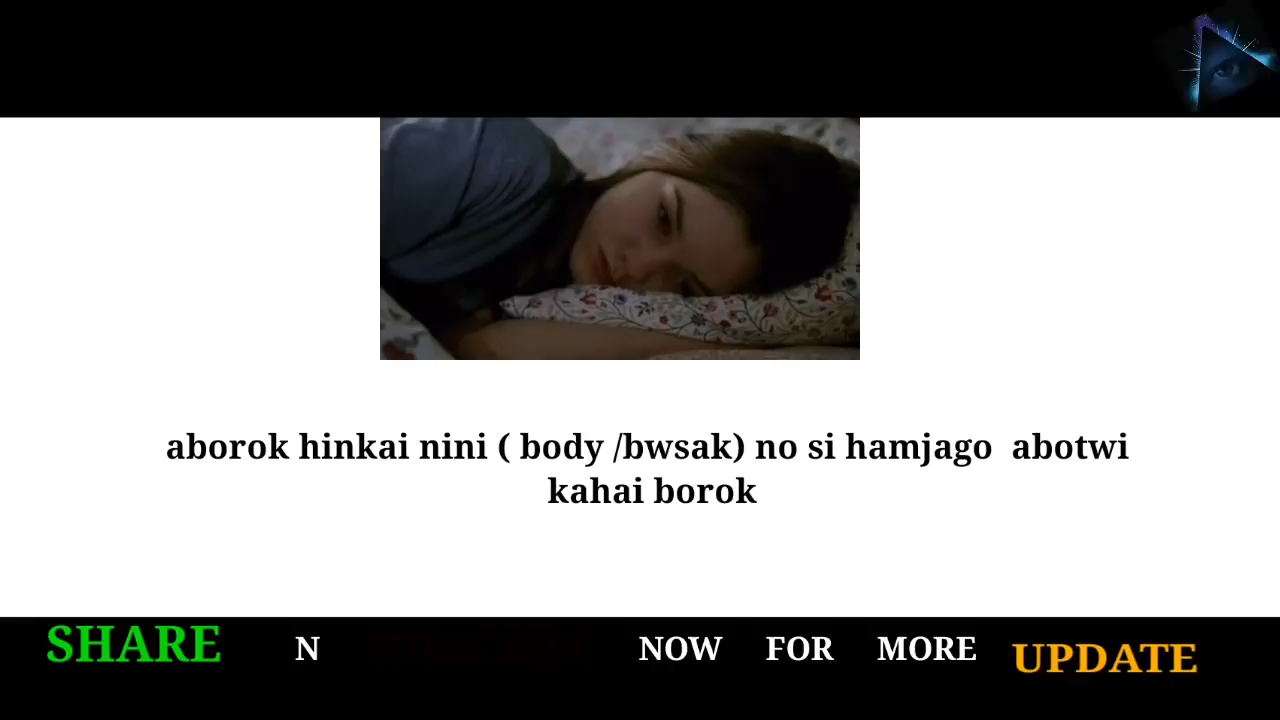 aborok hinkai nini ( body /bwsak) no si hamjago abotwi
kahai borok
SHARE N NOW FOR MORE UPDATE